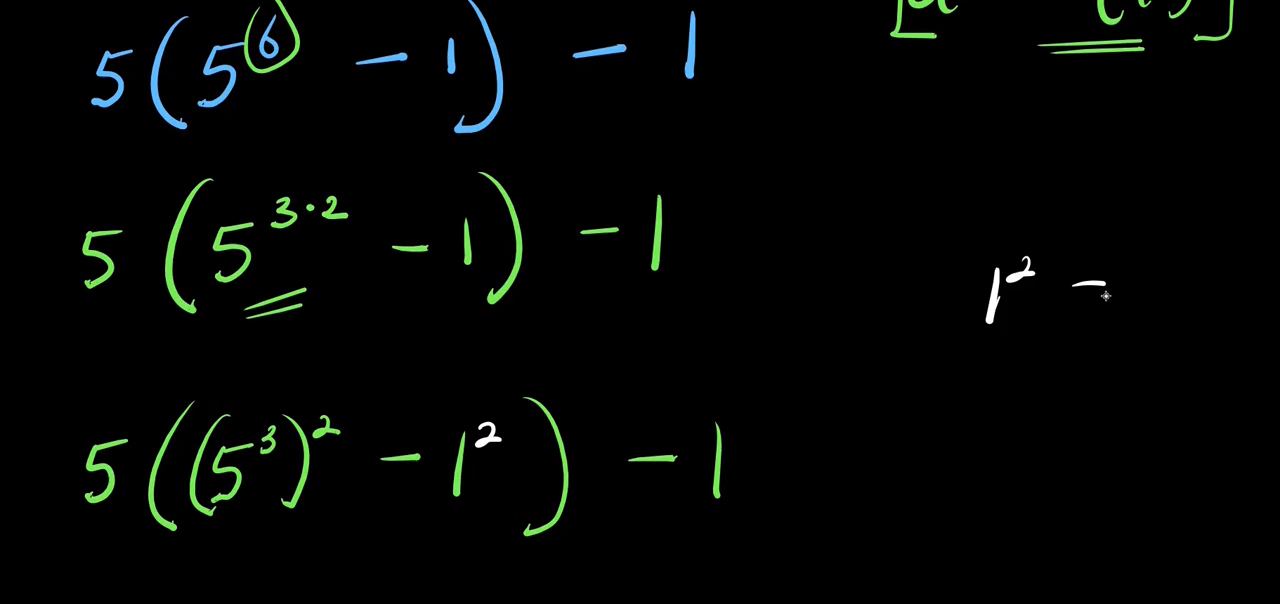 5(5^6 - 1) - 1
5(5^{3·2} - 1) - 1
1^2 -
5((5^3)^2 - 1^2) - 1